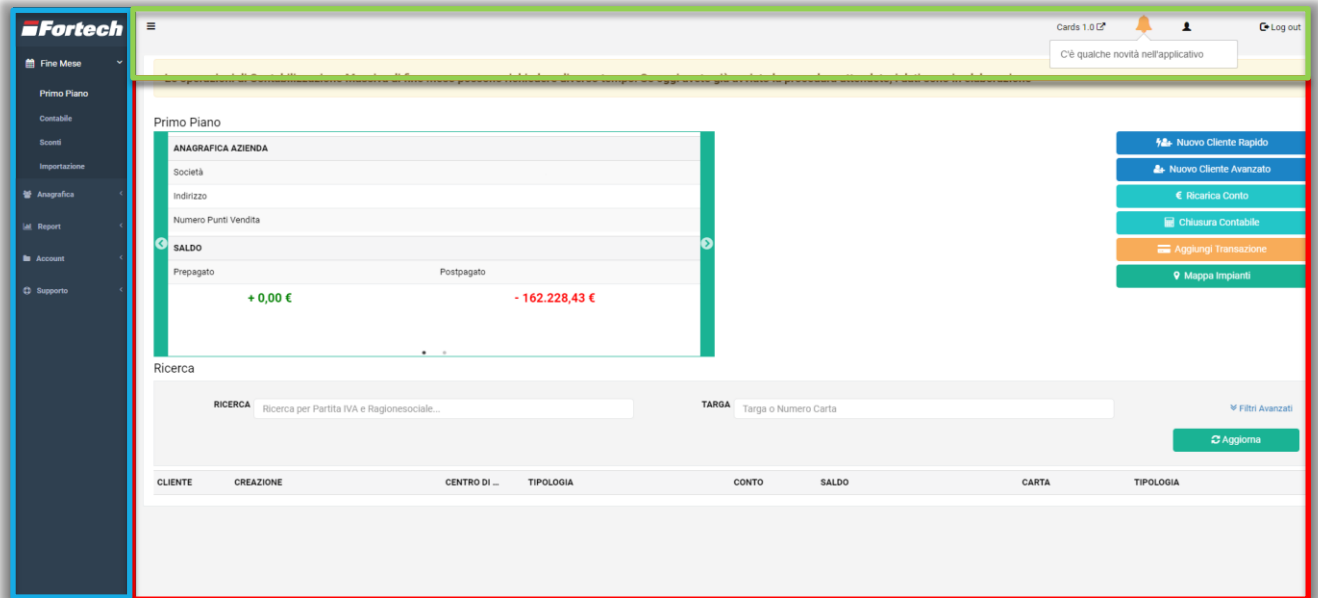 Fortech
Cards 1.0
Log out
C'è qualche novità nell'applicativo
Fine Mese
Primo Piano
Contabile
Sconti
Importazione
Anagrafica
Report
Account
Supporto
Primo Piano
ANAGRAFICA AZIENDA
Società
Indirizzo
Numero Punti Vendita
SALDO
Prepagato Postpagato
+ 0,00 € - 162.228,43 €
Nuovo Cliente Rapido
Nuovo Cliente Avanzato
€ Ricarica Conto
Chiusura Contabile
Aggiungi Transazione
Mappa Impianti
Ricerca
RICERCA Ricerca per Partita IVA e Ragionesociale... TARGA Targa o Numero Carta Filtri Avanzati
Aggiorna
CLIENTE CREAZIONE CENTRO DI ... TIPOLOGIA CONTO SALDO CARTA TIPOLOGIA